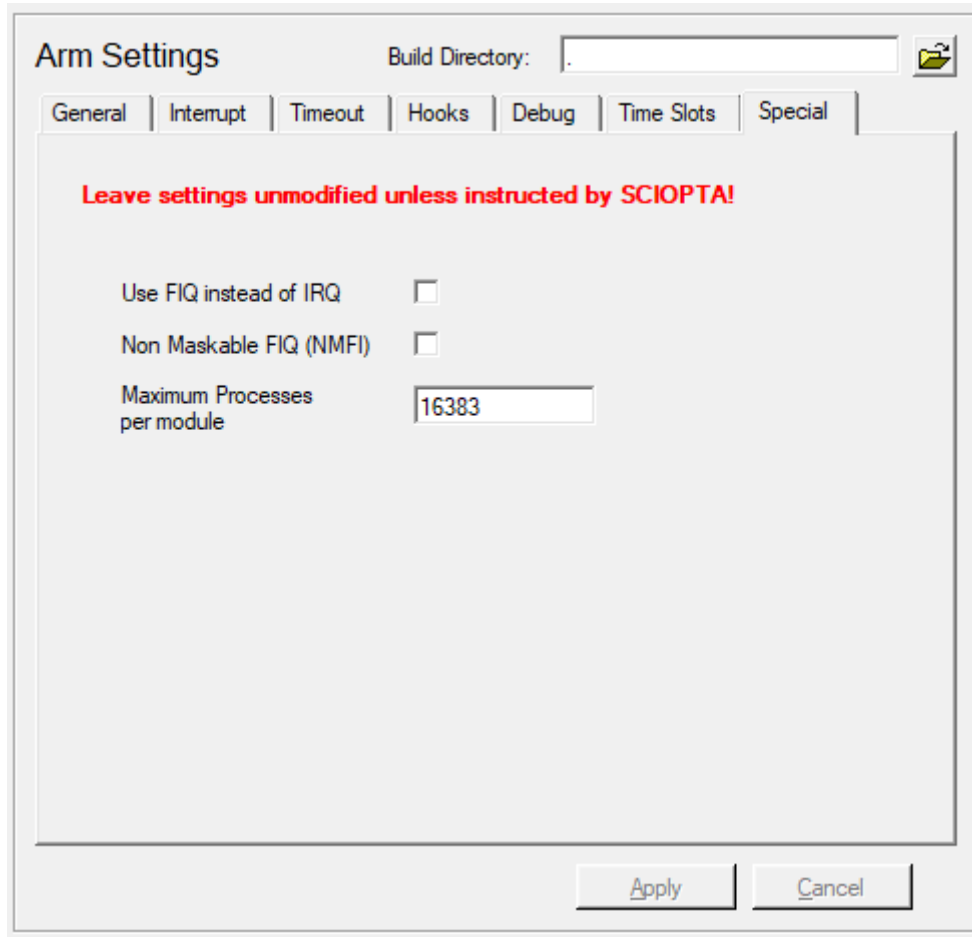 Arm Settings Build Directory: .
General Interrupt Timeout Hooks Debug Time Slots Special
Leave settings unmodified unless instructed by SCIOPTA!
Use FIQ instead of IRQ
Non Maskable FIQ (NMFI)
Maximum Processes
per module
16383
Apply Cancel